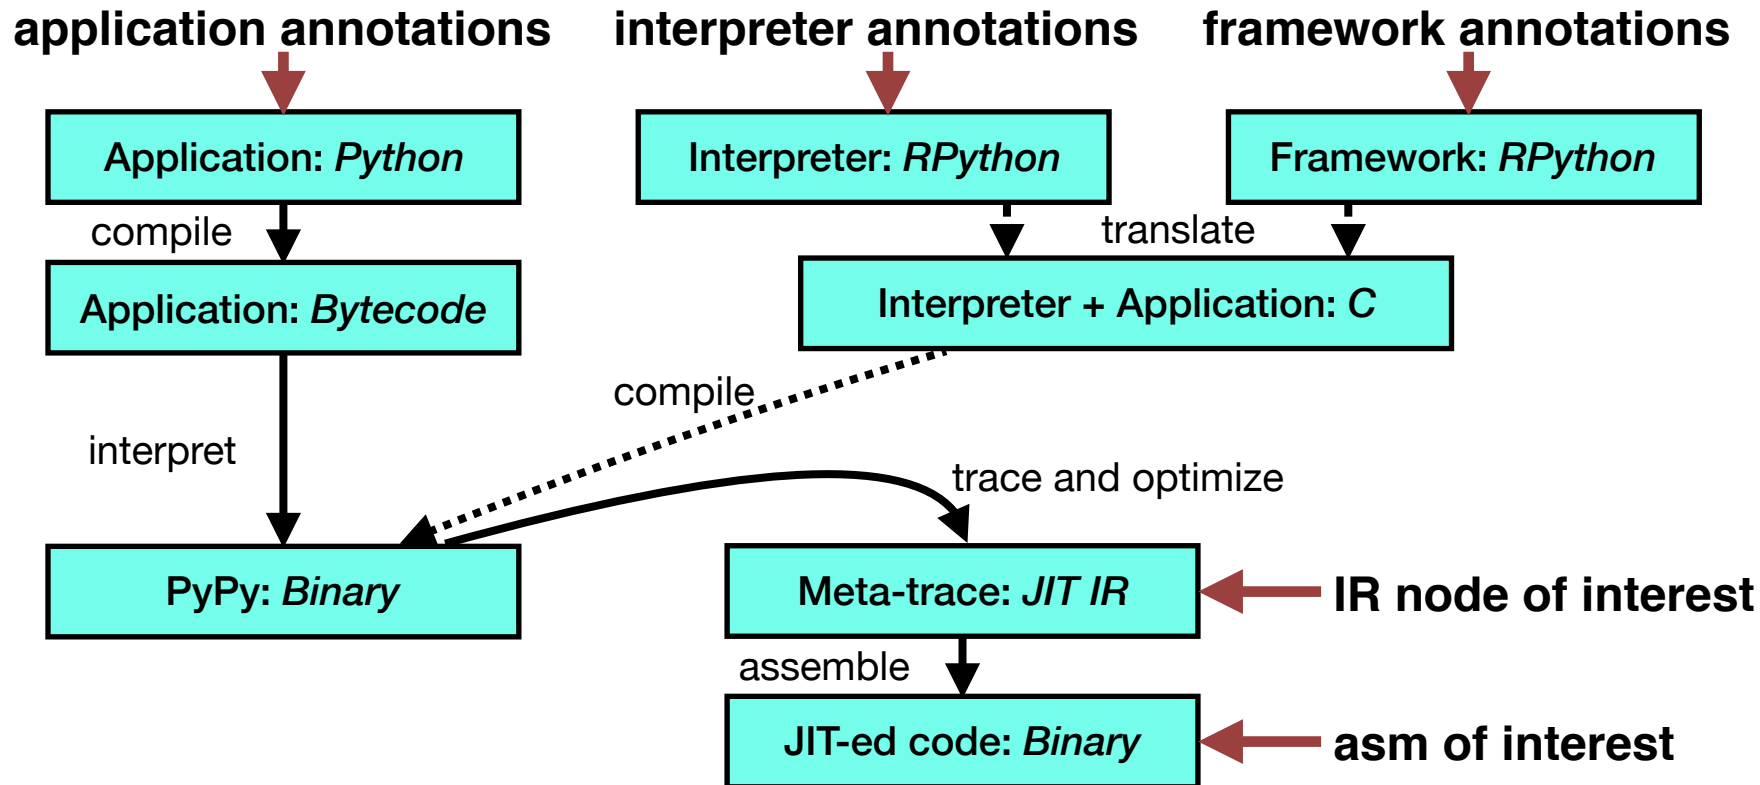 application annotations
interpreter annotations
framework annotations
Application: Python
Interpreter: RPython
Framework: RPython
compile
translate
Application: Bytecode
Interpreter + Application: C
compile
interpret
trace and optimize
PyPy: Binary
Meta-trace: JIT IR
IR node of interest
assemble
JIT-ed code: Binary
asm of interest